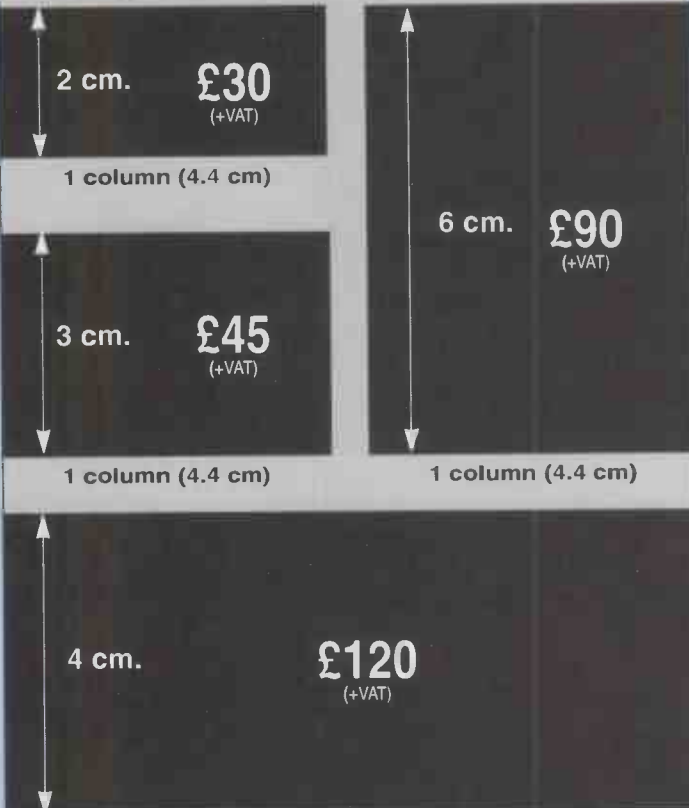 2 cm. £30
(+VAT)
1 column (4.4 cm)
3 cm. £45
(+VAT)
1 column (4.4 cm)
6 cm. £90
(+VAT)
1 column (4.4 cm)
4 cm. £120
(+VAT)